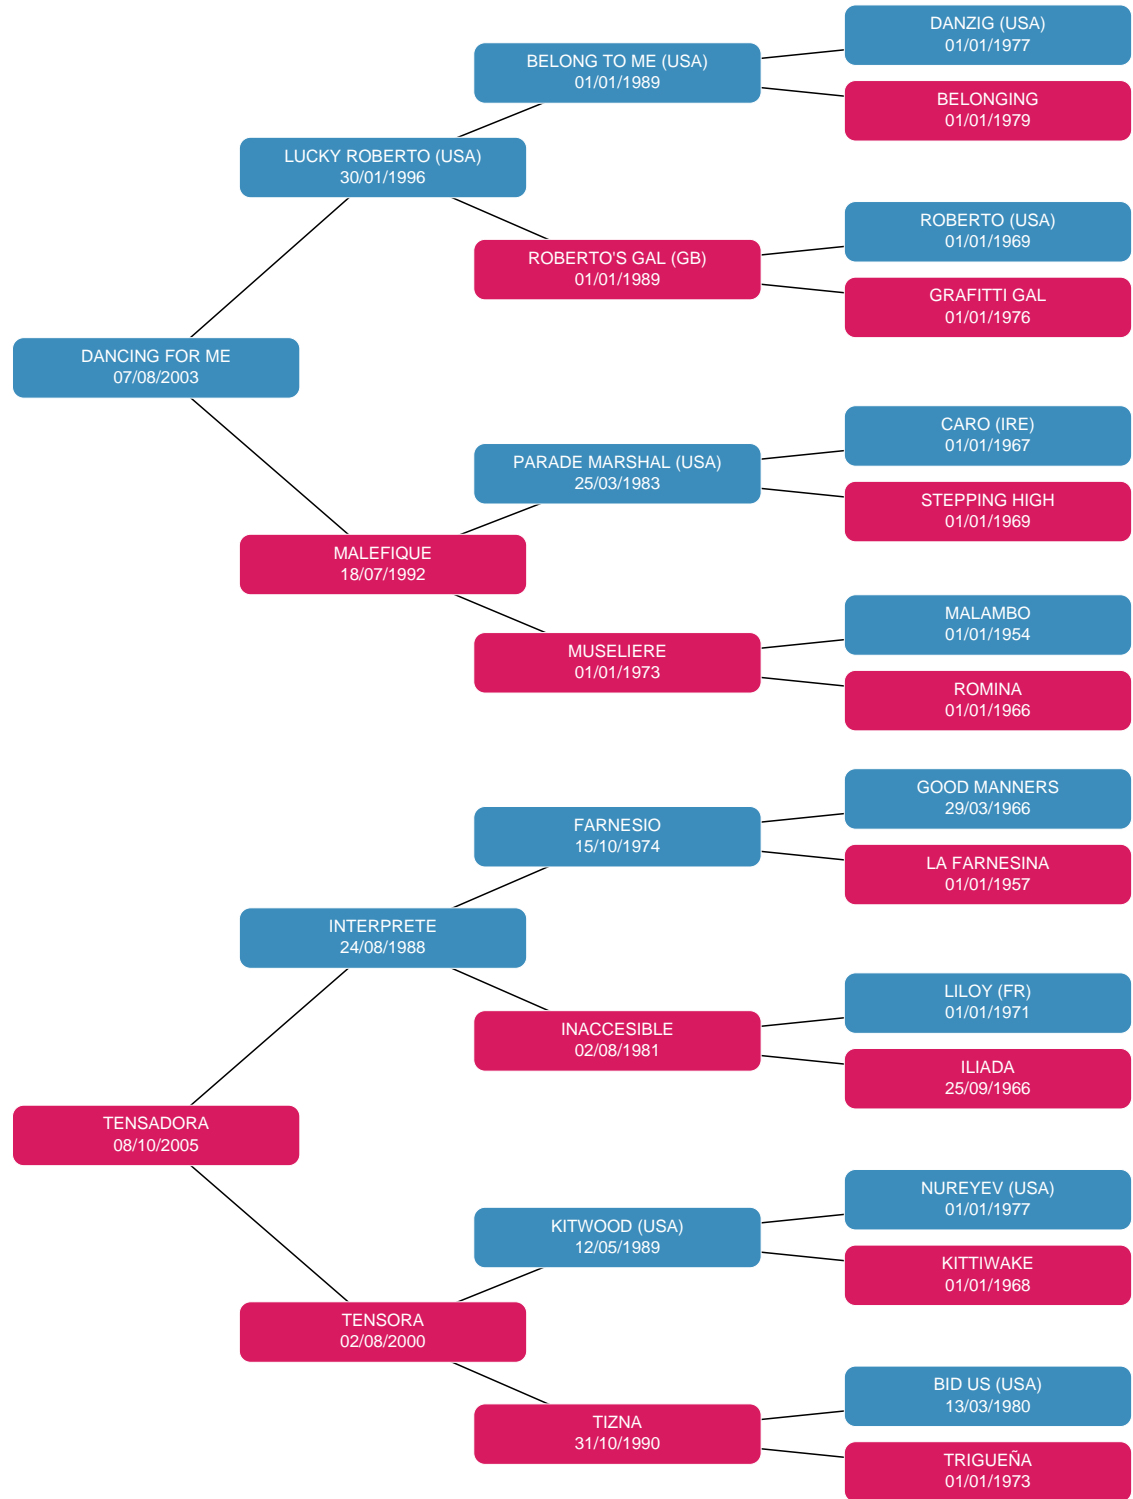 DANZIG (USA)
01/01/1977
BELONG TO ME (USA)
01/01/1989
BELONGING
01/01/1979
LUCKY ROBERTO (USA)
30/01/1996
ROBERTO (USA)
01/01/1969
ROBERTO'S GAL (GB)
01/01/1989
GRAFITTI GAL
01/01/1976
DANCING FOR ME
07/08/2003
CARO (IRE)
01/01/1967
PARADE MARSHAL (USA)
25/03/1983
STEPPING HIGH
01/01/1969
MALEFIQUE
18/07/1992
MALAMBO
01/01/1954
MUSELIERE
01/01/1973
ROMINA
01/01/1966
GOOD MANNERS
29/03/1966
FARNESIO
15/10/1974
LA FARNESINA
01/01/1957
INTERPRETE
24/08/1988
LILOY (FR)
01/01/1971
INACCESIBLE
02/08/1981
ILIADA
25/09/1966
TENSADORA
08/10/2005
NUREYEV (USA)
01/01/1977
KITWOOD (USA)
12/05/1989
KITTIWAKE
01/01/1968
TENSORA
02/08/2000
BID US (USA)
13/03/1980
TIZNA
31/10/1990
TRIGUEÑA
01/01/1973